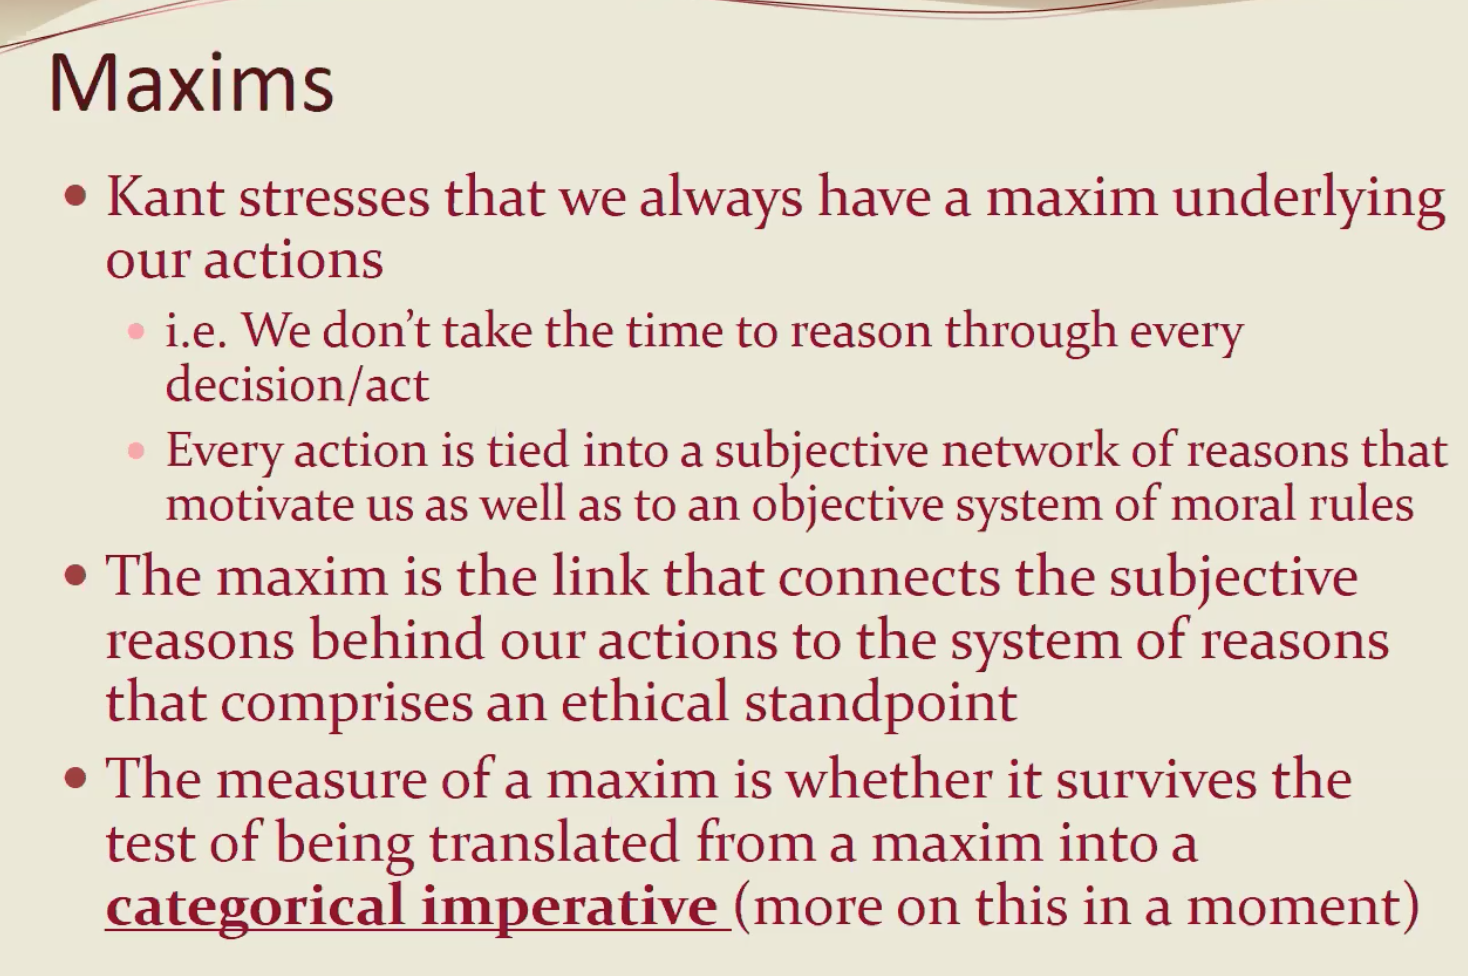 Maxims
• Kant stresses that we always have a maxim underlying
our actions
• i.e. We don’t take the time to reason through every
decision/act
• Every action is tied into a subjective network of reasons that
motivate us as well as to an objective system of moral rules
• The maxim is the link that connects the subjective
reasons behind our actions to the system of reasons
that comprises an ethical standpoint
• The measure of a maxim is whether it survives the
test of being translated from a maxim into a
categorical imperative (more on this in a moment)